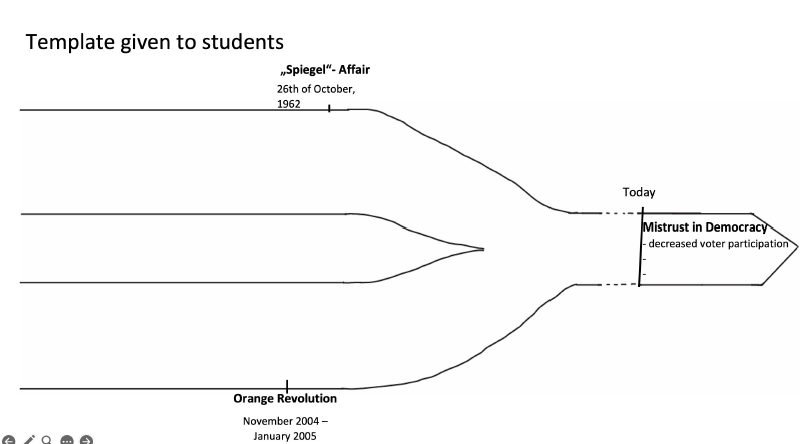 Template given to students
„Spiegel“- Affair
26th of October,
1962
Today
Mistrust in Democracy
- decreased voter participation
-
-
Orange Revolution
November 2004 –
January 2005